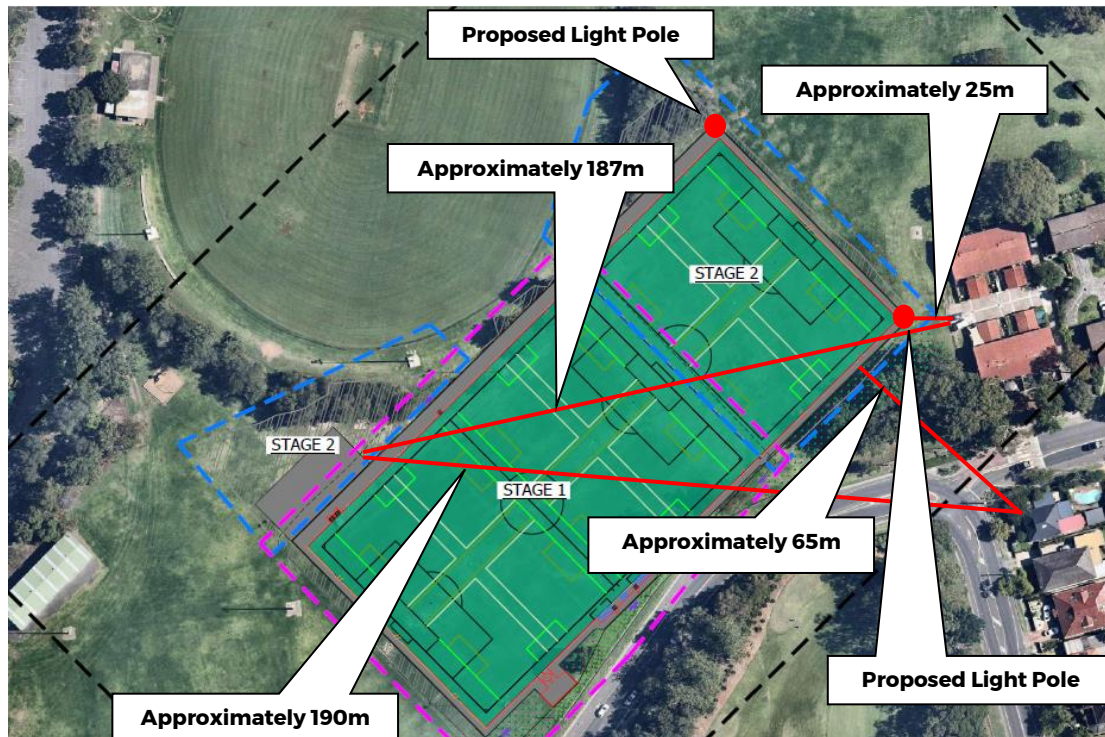 Proposed Light Pole
Approximately 25m
Approximately 187m
STAGE 2
STAGE 2
STAGE 1
Approximately 65m
Proposed Light Pole
Approximately 190m